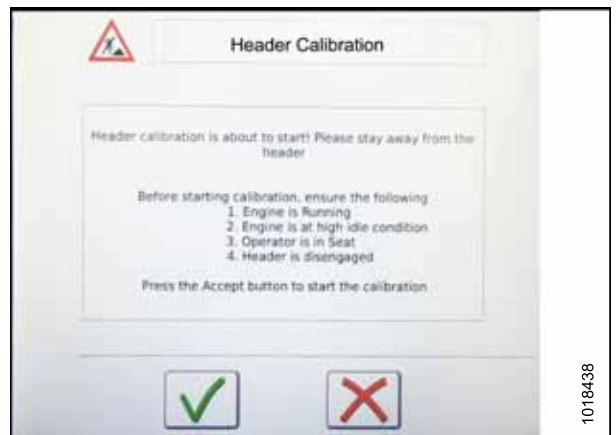 Header Calibration
Header calibration is about to start! Please stay away from the
header
Before starting calibration, ensure the following
1. Engine is Running
2. Engine is at high idle condition
3. Operator is in Seat
4. Header is disengaged
Press the Accept button to start the calibration
1018438